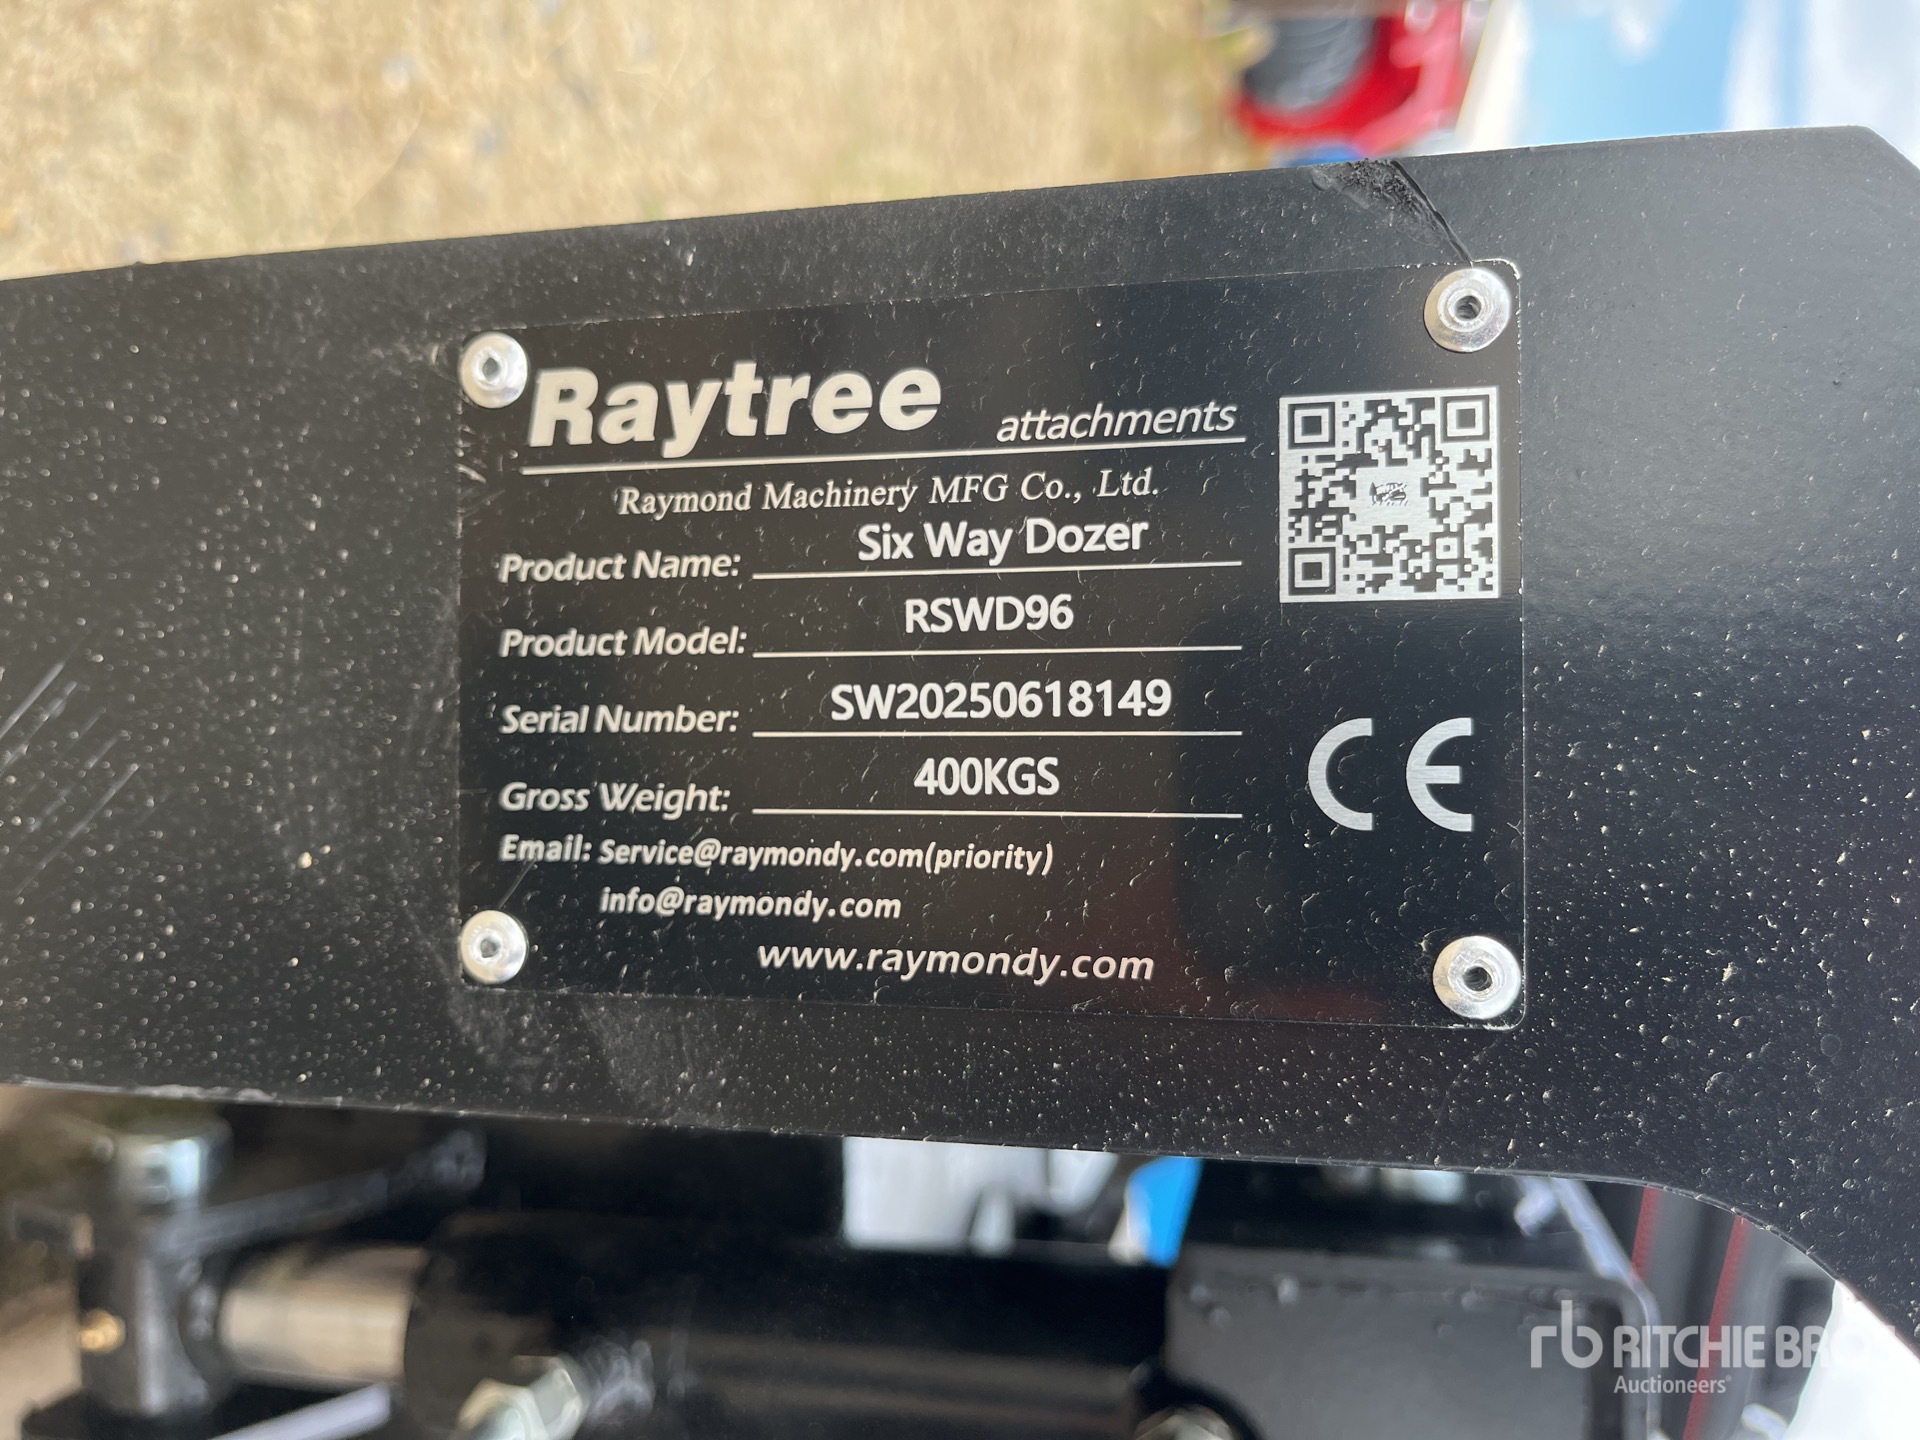 Raytree attachments
Raymond Machinery MFG Co., Ltd.
Product Name: Six Way Dozer
Product Model: RSWD96
Serial Number: SW20250618149
Gross Weight: 400KGS
Email: Service@raymondy.com(priority)
info@raymondy.com
www.raymondy.com
CE
rb RITCHIE BRO
Auctioneers